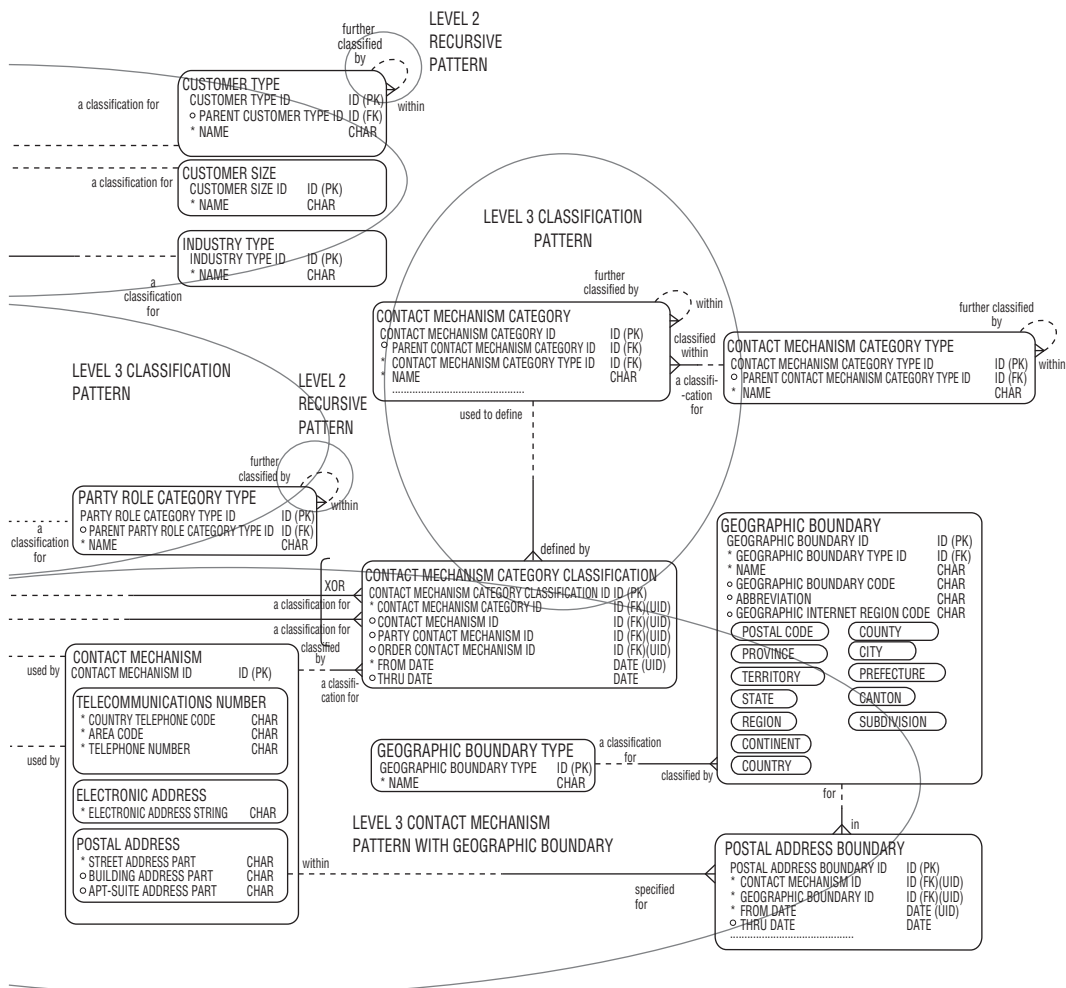 LEVEL 2
RECURSIVE
PATTERN
further
classified
by
within
a classification for
CUSTOMER TYPE
CUSTOMER TYPE ID ID (PK)
PARENT CUSTOMER TYPE ID ID (FK)
* NAME CHAR
a classification for
CUSTOMER SIZE
CUSTOMER SIZE ID ID (PK)
* NAME CHAR
INDUSTRY TYPE
INDUSTRY TYPE ID ID (PK)
* NAME CHAR
a
classification
for
LEVEL 3 CLASSIFICATION
PATTERN
further
classified by
within
CONTACT MECHANISM CATEGORY
CONTACT MECHANISM CATEGORY ID ID (PK)
PARENT CONTACT MECHANISM CATEGORY ID ID (FK)
* CONTACT MECHANISM CATEGORY TYPE ID ID (FK)
* NAME CHAR
classified
within
a classifi-
-cation
for
further classified
by
within
CONTACT MECHANISM CATEGORY TYPE
CONTACT MECHANISM CATEGORY TYPE ID ID (PK)
PARENT CONTACT MECHANISM CATEGORY TYPE ID ID (FK)
* NAME CHAR
used to define
defined by
LEVEL 3 CLASSIFICATION
PATTERN
LEVEL 2
RECURSIVE
PATTERN
further
classified by
within
PARTY ROLE CATEGORY TYPE
PARTY ROLE CATEGORY TYPE ID ID (PK)
PARENT PARTY ROLE CATEGORY TYPE ID ID (FK)
* NAME CHAR
a
classification
for
XOR
a classification for
a classification for
classified
by
a classifi-
cation for
CONTACT MECHANISM CATEGORY CLASSIFICATION
CONTACT MECHANISM CATEGORY CLASSIFICATION ID ID (PK)
* CONTACT MECHANISM CATEGORY ID ID (FK)(UID)
CONTACT MECHANISM ID ID (FK)(UID)
PARTY CONTACT MECHANISM ID ID (FK)(UID)
ORDER CONTACT MECHANISM ID ID (FK)(UID)
* FROM DATE DATE (UID)
THRU DATE DATE
GEOGRAPHIC BOUNDARY
GEOGRAPHIC BOUNDARY ID ID (PK)
* GEOGRAPHIC BOUNDARY TYPE ID ID (FK)
* NAME CHAR
GEOGRAPHIC BOUNDARY CODE CHAR
ABBREVIATION CHAR
GEOGRAPHIC INTERNET REGION CODE CHAR
POSTAL CODE
PROVINCE
TERRITORY
STATE
REGION
CONTINENT
COUNTRY
COUNTY
CITY
PREFECTURE
CANTON
SUBDIVISION
used by
used by
CONTACT MECHANISM
CONTACT MECHANISM ID ID (PK)
TELECOMMUNICATIONS NUMBER
* COUNTRY TELEPHONE CODE CHAR
* AREA CODE CHAR
* TELEPHONE NUMBER CHAR
ELECTRONIC ADDRESS
* ELECTRONIC ADDRESS STRING CHAR
POSTAL ADDRESS
* STREET ADDRESS PART CHAR
BUILDING ADDRESS PART CHAR
APT-SUITE ADDRESS PART CHAR
GEOGRAPHIC BOUNDARY TYPE
GEOGRAPHIC BOUNDARY TYPE ID (PK)
* NAME CHAR
a classification
for
classified by
LEVEL 3 CONTACT MECHANISM
PATTERN WITH GEOGRAPHIC BOUNDARY
within
specified
for
for
in
POSTAL ADDRESS BOUNDARY
POSTAL ADDRESS BOUNDARY ID ID (PK)
* CONTACT MECHANISM ID ID (FK)(UID)
* GEOGRAPHIC BOUNDARY ID ID (FK)(UID)
* FROM DATE DATE (UID)
THRU DATE DATE